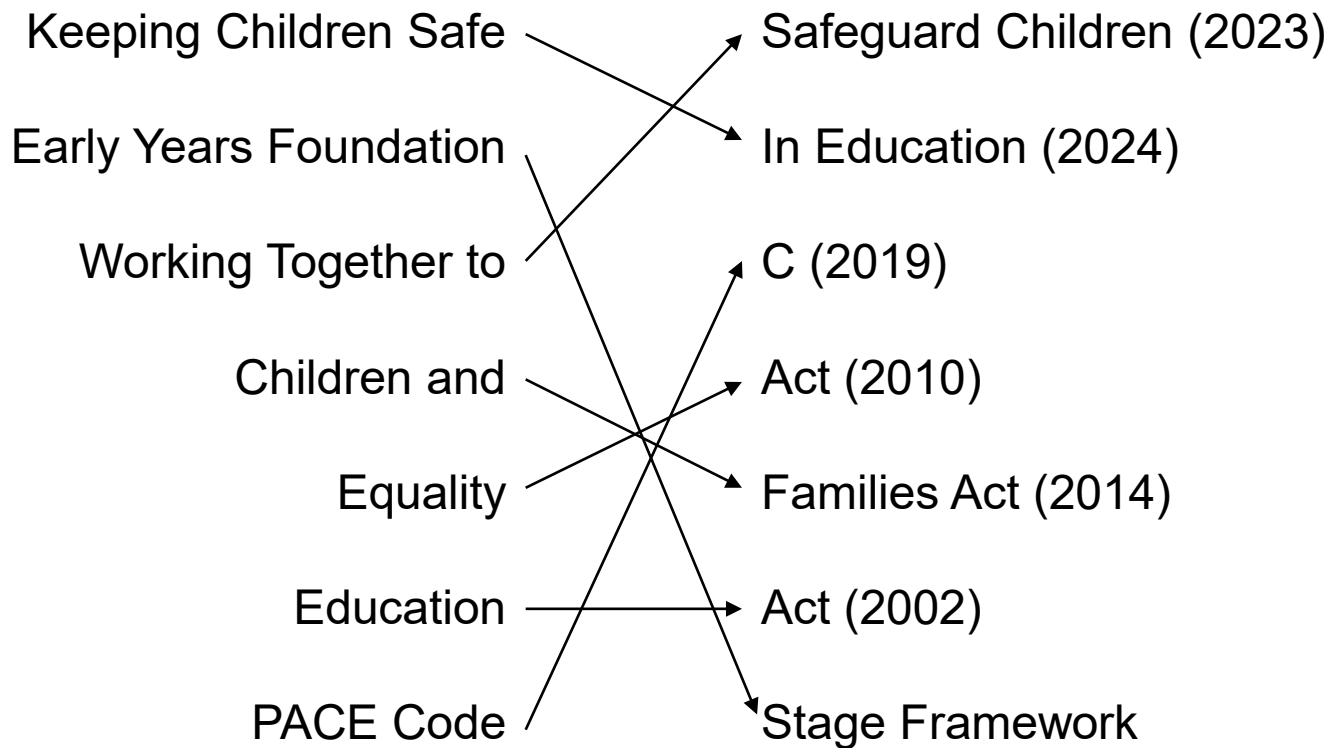 Keeping Children Safe
Safeguard Children (2023)
Early Years Foundation
In Education (2024)
Working Together to
C (2019)
Children and
Act (2010)
Equality
Families Act (2014)
Education
Act (2002)
PACE Code
Stage Framework